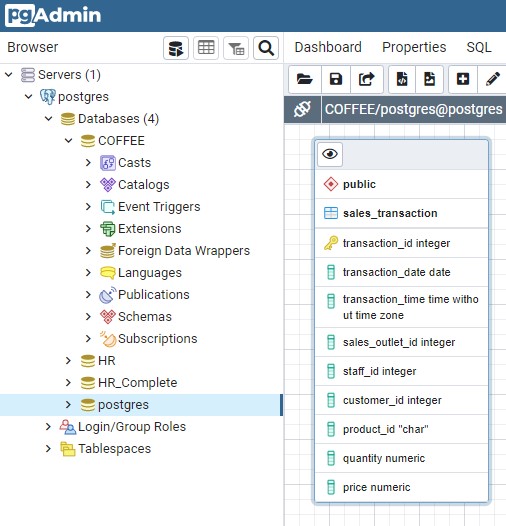 pgAdmin
Browser
Dashboard Properties SQL
Servers (1)
postgres
Databases (4)
COFFEE
Casts
Catalogs
Event Triggers
Extensions
Foreign Data Wrappers
Languages
Publications
Schemas
Subscriptions
HR
HR_Complete
postgres
Login/Group Roles
Tablespaces
COFFEE/postgres@postgres
public
sales_transaction
transaction_id integer
transaction_date date
transaction_time time witho
ut time zone
sales_outlet_id integer
staff_id integer
customer_id integer
product_id "char"
quantity numeric
price numeric